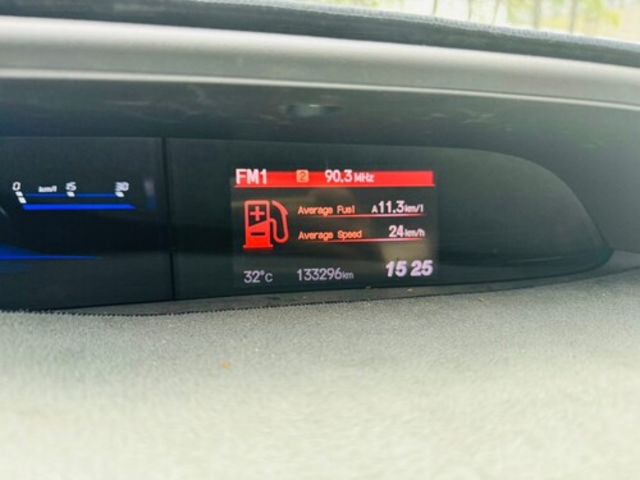 0 km/l 15 30
FM1 2 90.3 MHz
Average Fuel A 11.3 km/l
Average Speed 24 km/h
32°C 133296 km 15 25